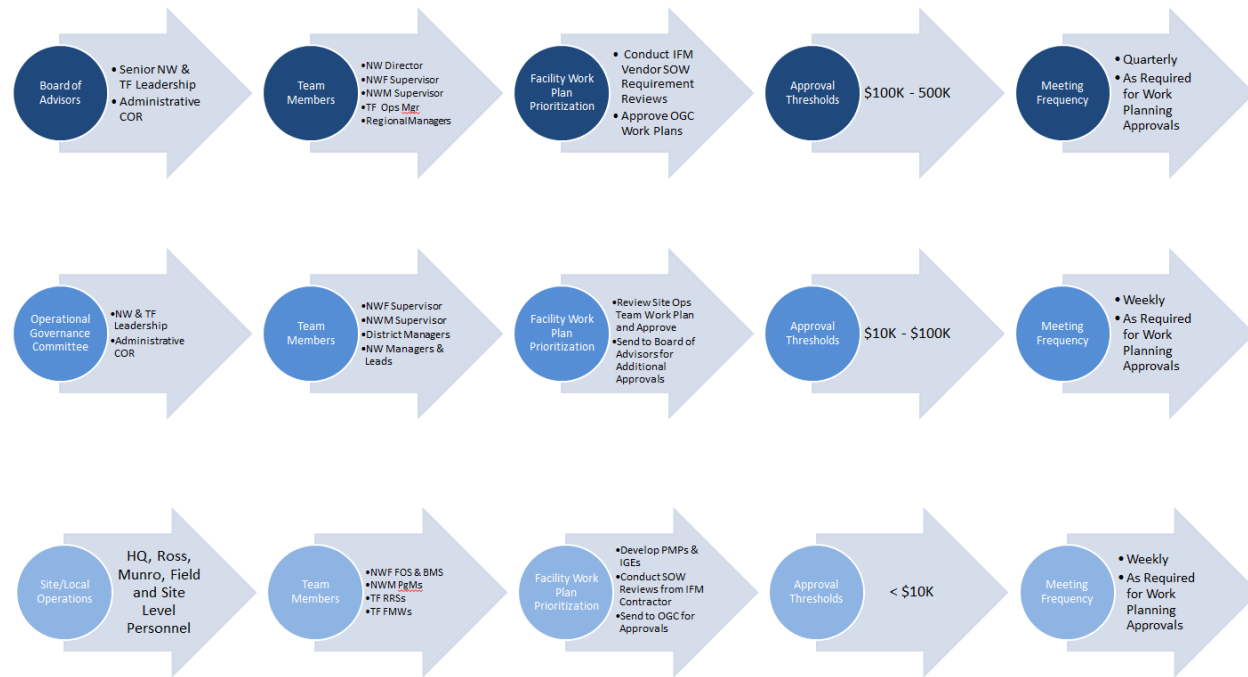 Board of
Advisors
• Senior NW &
TF Leadership
• Administrative
COR
Team
Members
•NW Director
•NWF Supervisor
•NWM Supervisor
•TF Ops Mgr
•RegionalManagers
Facility Work
Plan
Prioritization
• Conduct IFM
Vendor SOW
Requirement
Reviews
• Approve OGC
Work Plans
Approval
Thresholds
$100K - 500K
Meeting
Frequency
• Quarterly
• As Required
for Work
Planning
Approvals
Operational
Governance
Committee
•NW & TF
Leadership
•Administrative
COR
Team
Members
•NWF Supervisor
•NWM Supervisor
•District Managers
•NW Managers &
Leads
Facility Work
Plan
Prioritization
•Review Site Ops
Team Work Plan
and Approve
•Send to Board of
Advisors for
Additional
Approvals
Approval
Thresholds
$10K - $100K
Meeting
Frequency
• Weekly
• As Required
for Work
Planning
Approvals
Site/Local
Operations
HQ, Ross,
Munro, Field
and Site
Level
Personnel
Team
Members
•NWF FOS & BMS
•NWM PgMs
•TF RRSs
•TF FMWs
Facility Work
Plan
Prioritization
•Develop PMPs &
IGEs
•Conduct SOW
Reviews from IFM
Contractor
•Send to OGC for
Approvals
Approval
Thresholds
< $10K
Meeting
Frequency
• Weekly
• As Required
for Work
Planning
Approvals